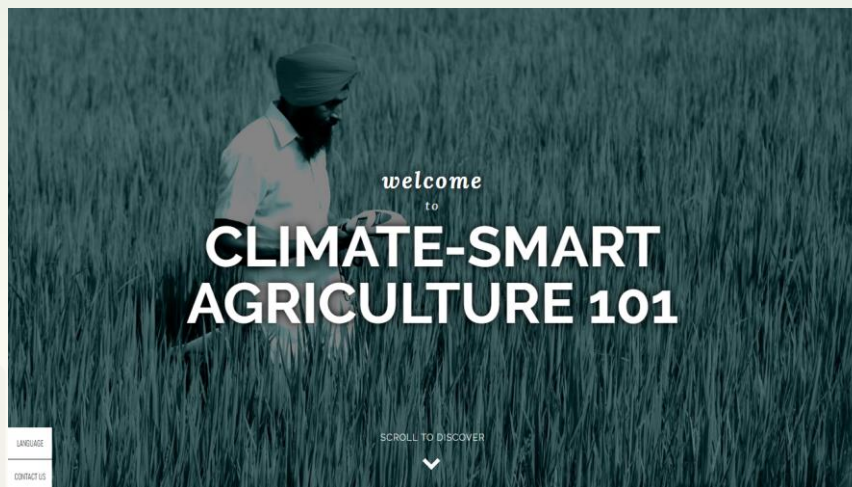 welcome
to
CLIMATE-SMART
AGRICULTURE 101
SCROLL TO DISCOVER
LANGUAGE
CONTACT US